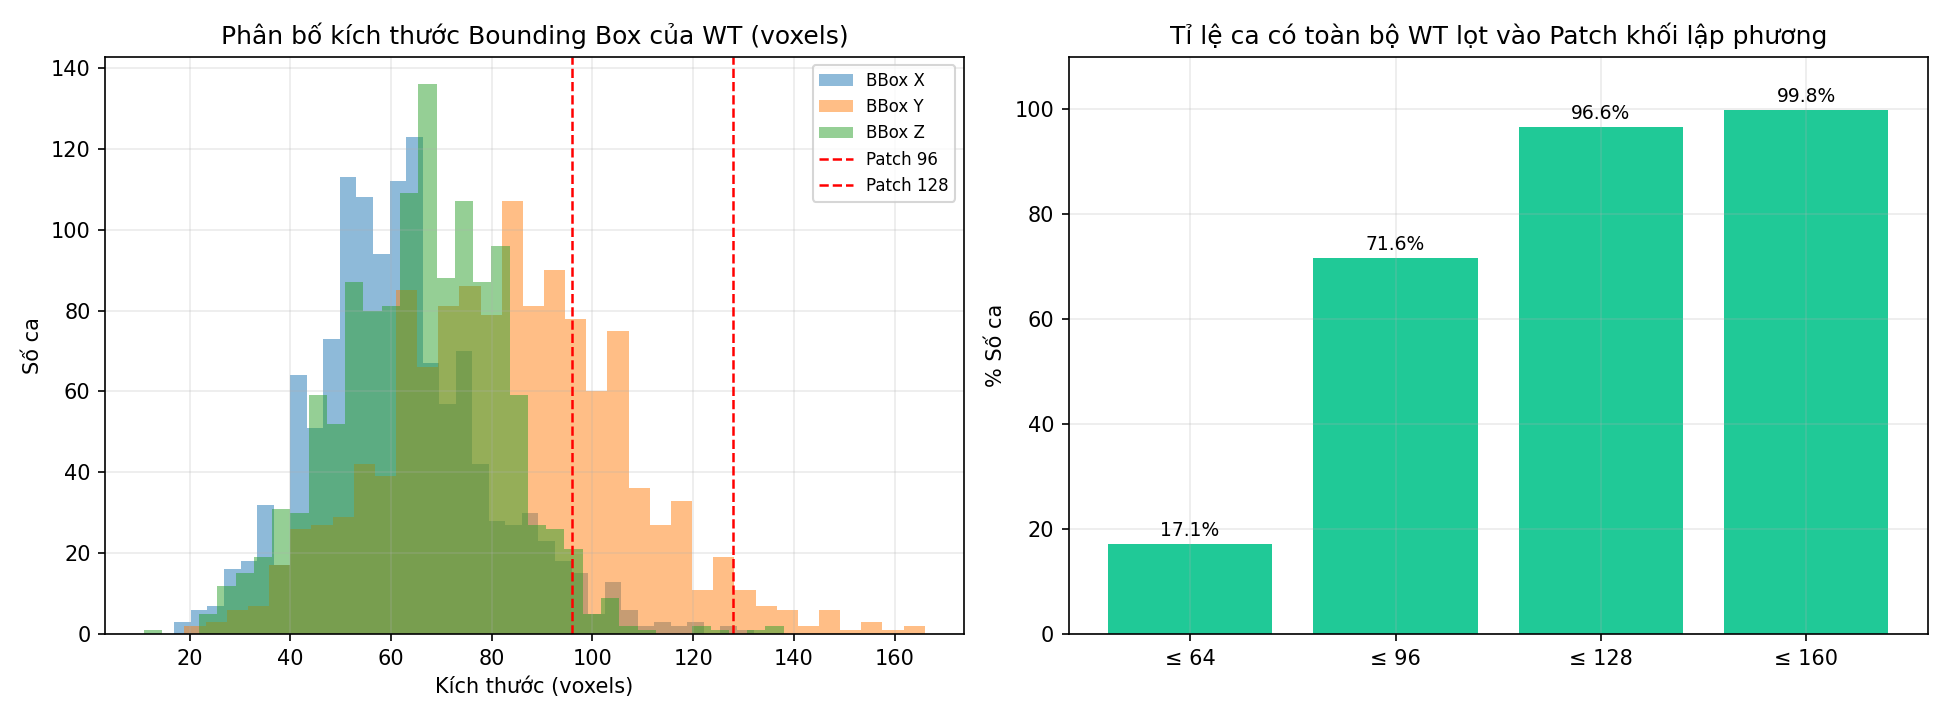 Phân bố kích thước Bounding Box của WT (voxels)
140
120
100
80
60
40
20
0
Số ca
20 40 60 80 100 120 140 160
Kích thước (voxels)
BBox X
BBox Y
BBox Z
Patch 96
Patch 128
Tỉ lệ ca có toàn bộ WT lọt vào Patch khối lập phương
100
80
60
40
20
0
% Số ca
17.1%
71.6%
96.6%
99.8%
≤ 64 ≤ 96 ≤ 128 ≤ 160